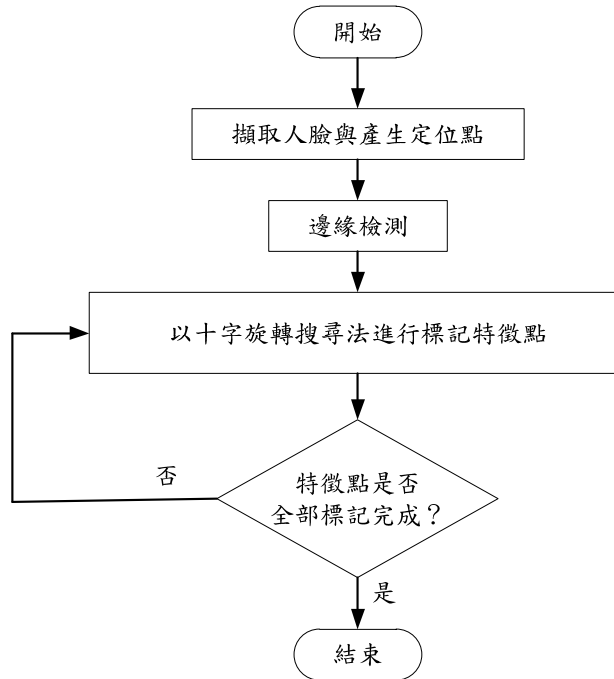 開始
擷取人臉與產生定位點
邊緣檢測
以十字旋轉搜尋法進行標記特徵點
否
特徵點是否
全部標記完成？
是
結束